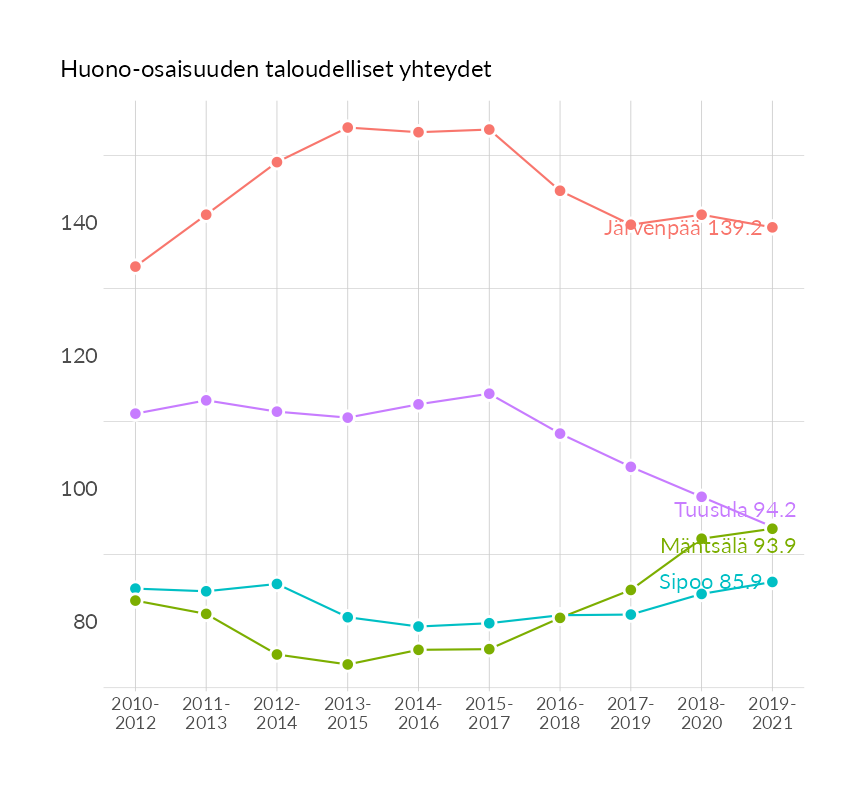 Huono-osaisuuden taloudelliset yhteydet
140
120
100
80
Järvenpää 139.2
Tuusula 94.2
Mäntsälä 93.9
Sipoo 85.9
2010- 2011- 2012- 2013- 2014- 2015- 2016- 2017- 2018- 2019-
2012 2013 2014 2015 2016 2017 2018 2019 2020 2021